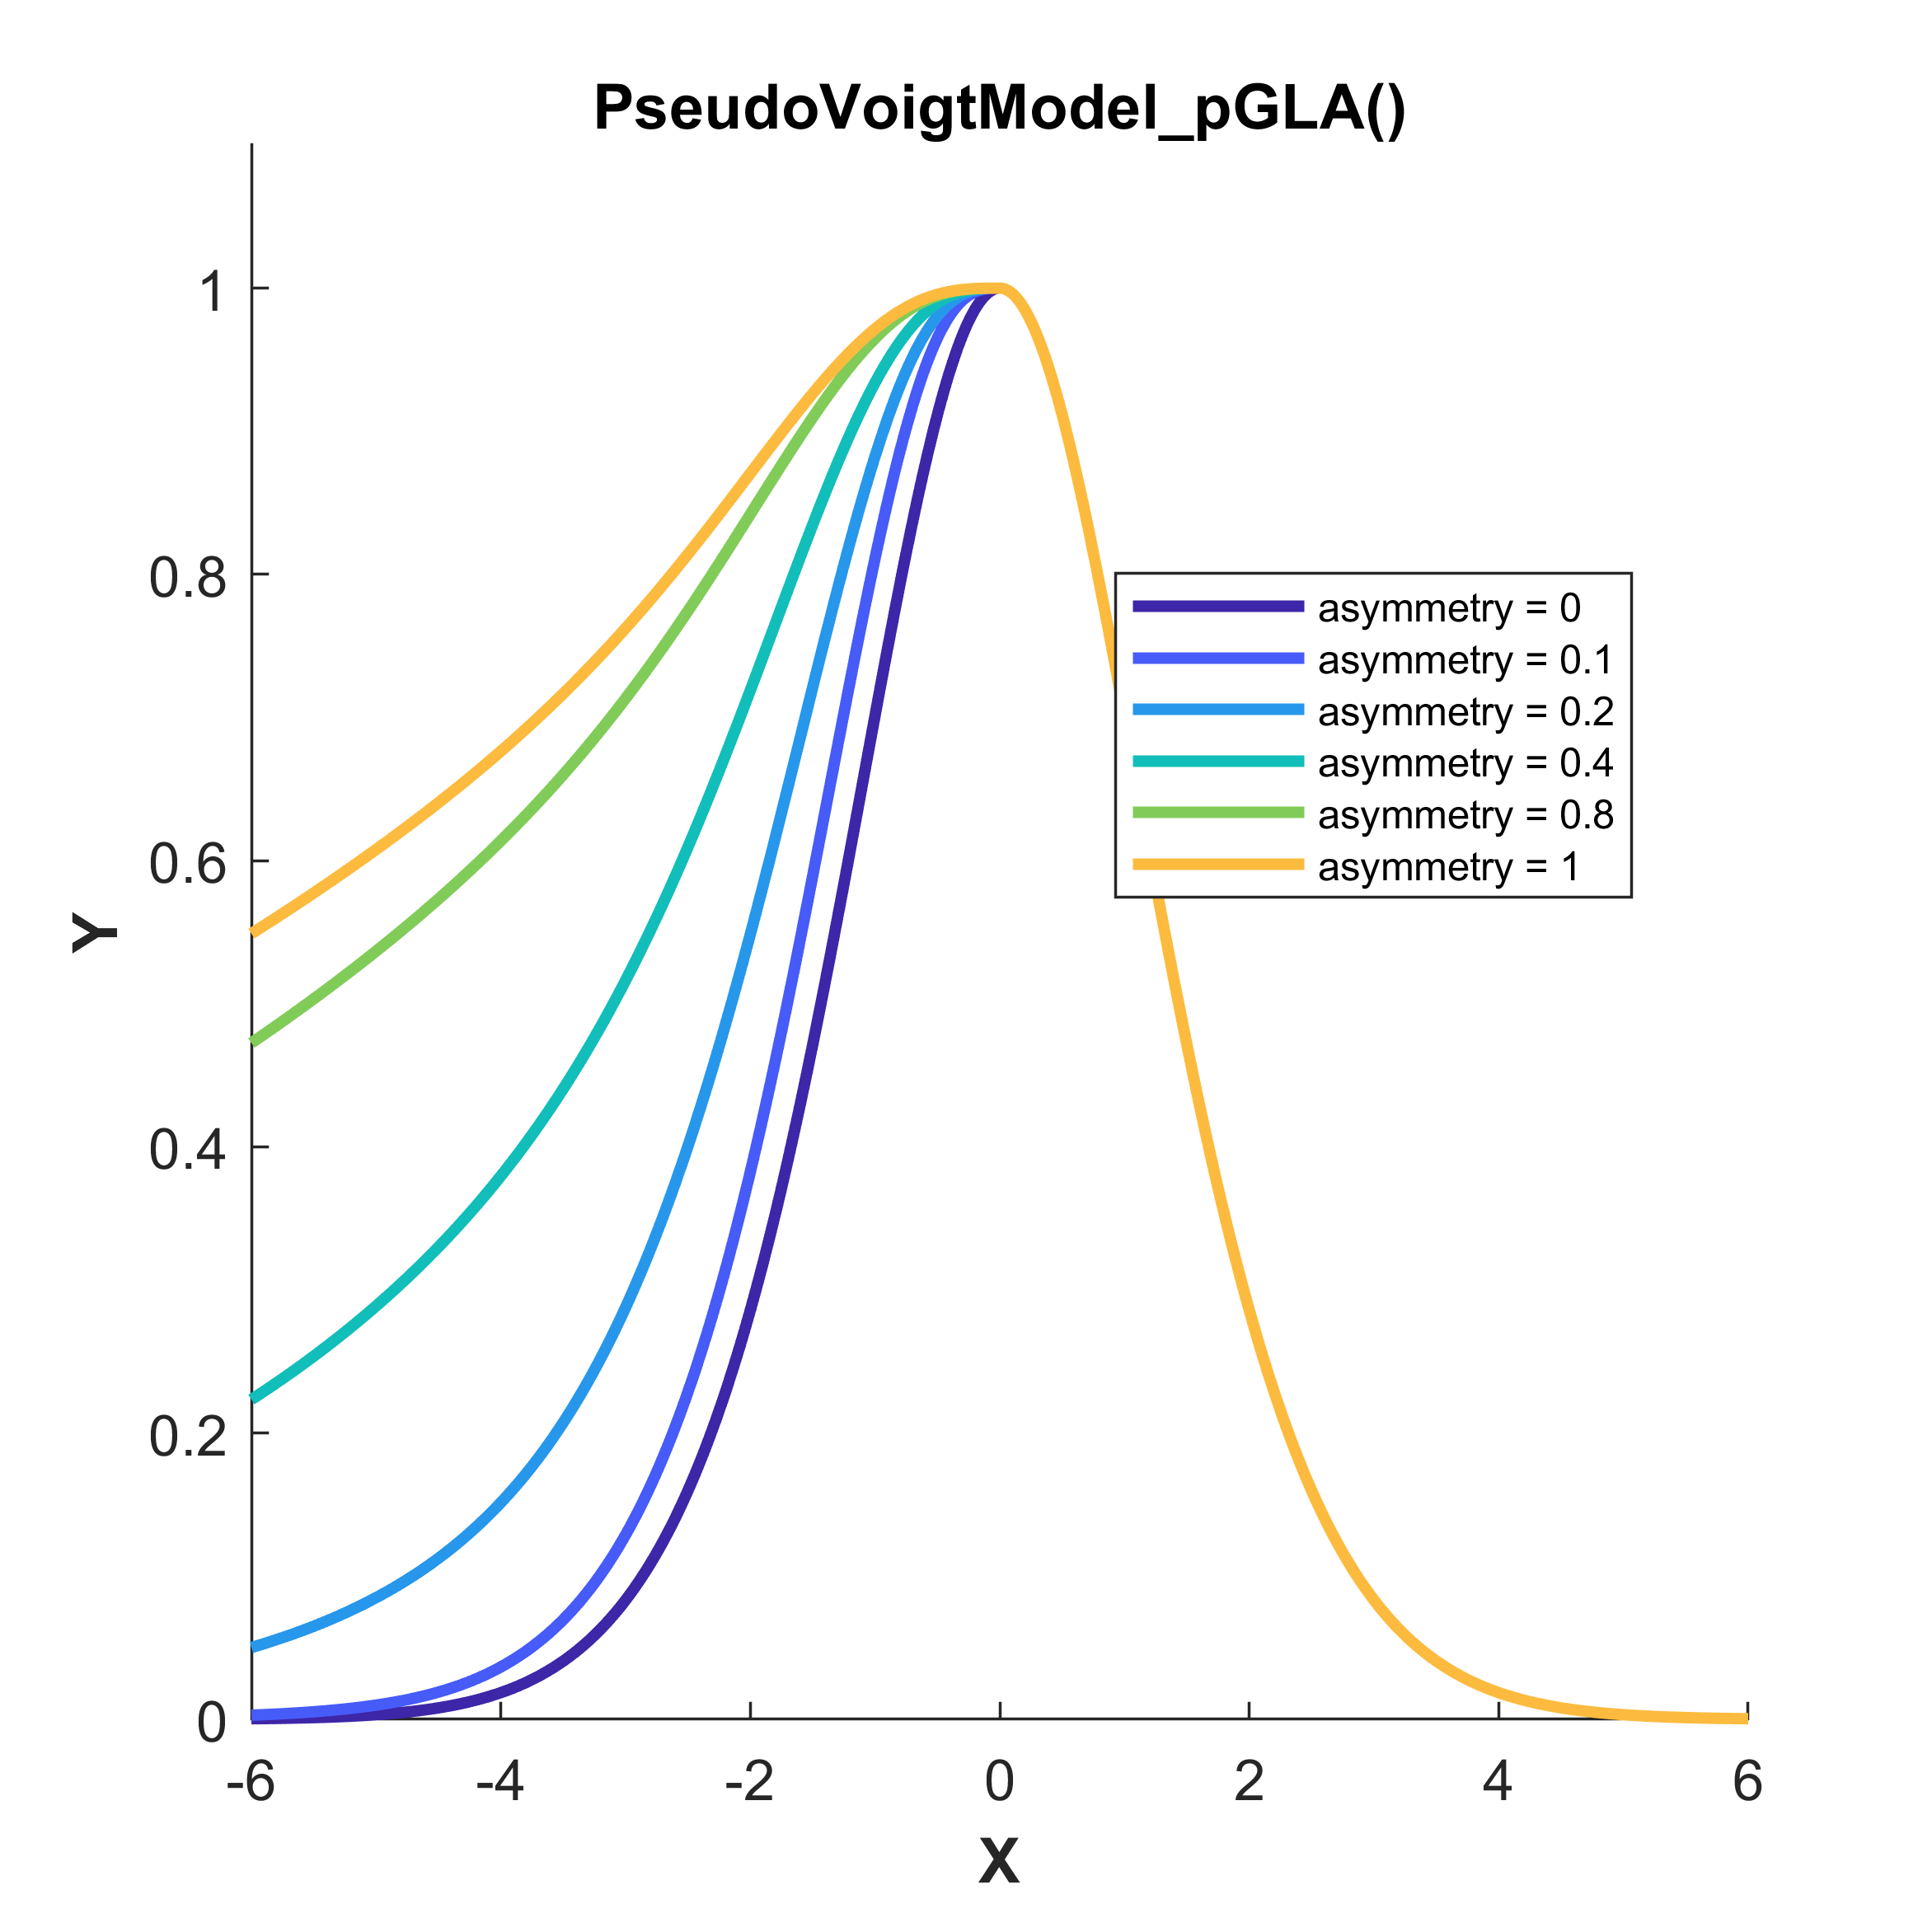 PseudoVoigtModel_pGLA()
1
0.8
0.6
0.4
0.2
0
Y
asymmetry = 0
asymmetry = 0.1
asymmetry = 0.2
asymmetry = 0.4
asymmetry = 0.8
asymmetry = 1
-6 -4 -2 0 2 4 6
X